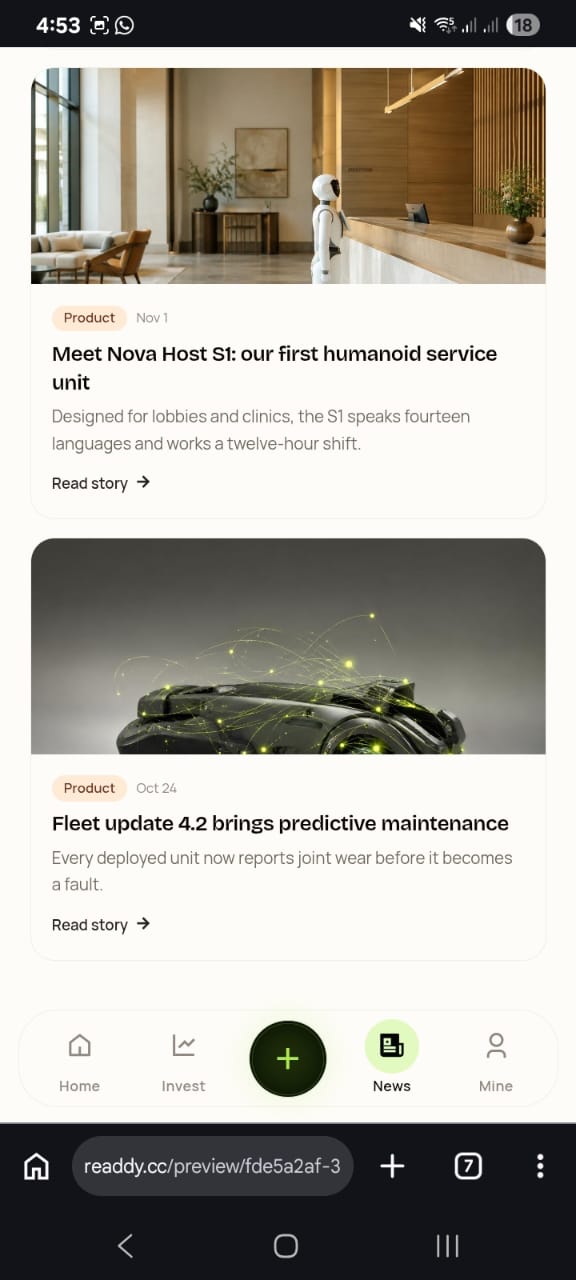 4:53
18
Product Nov 1
Meet Nova Host S1: our first humanoid service
unit
Designed for lobbies and clinics, the S1 speaks fourteen
languages and works a twelve-hour shift.
Read story →
Product Oct 24
Fleet update 4.2 brings predictive maintenance
Every deployed unit now reports joint wear before it becomes
a fault.
Read story →
Home Invest News Mine
readdy.cc/preview/fde5a2af-3
7